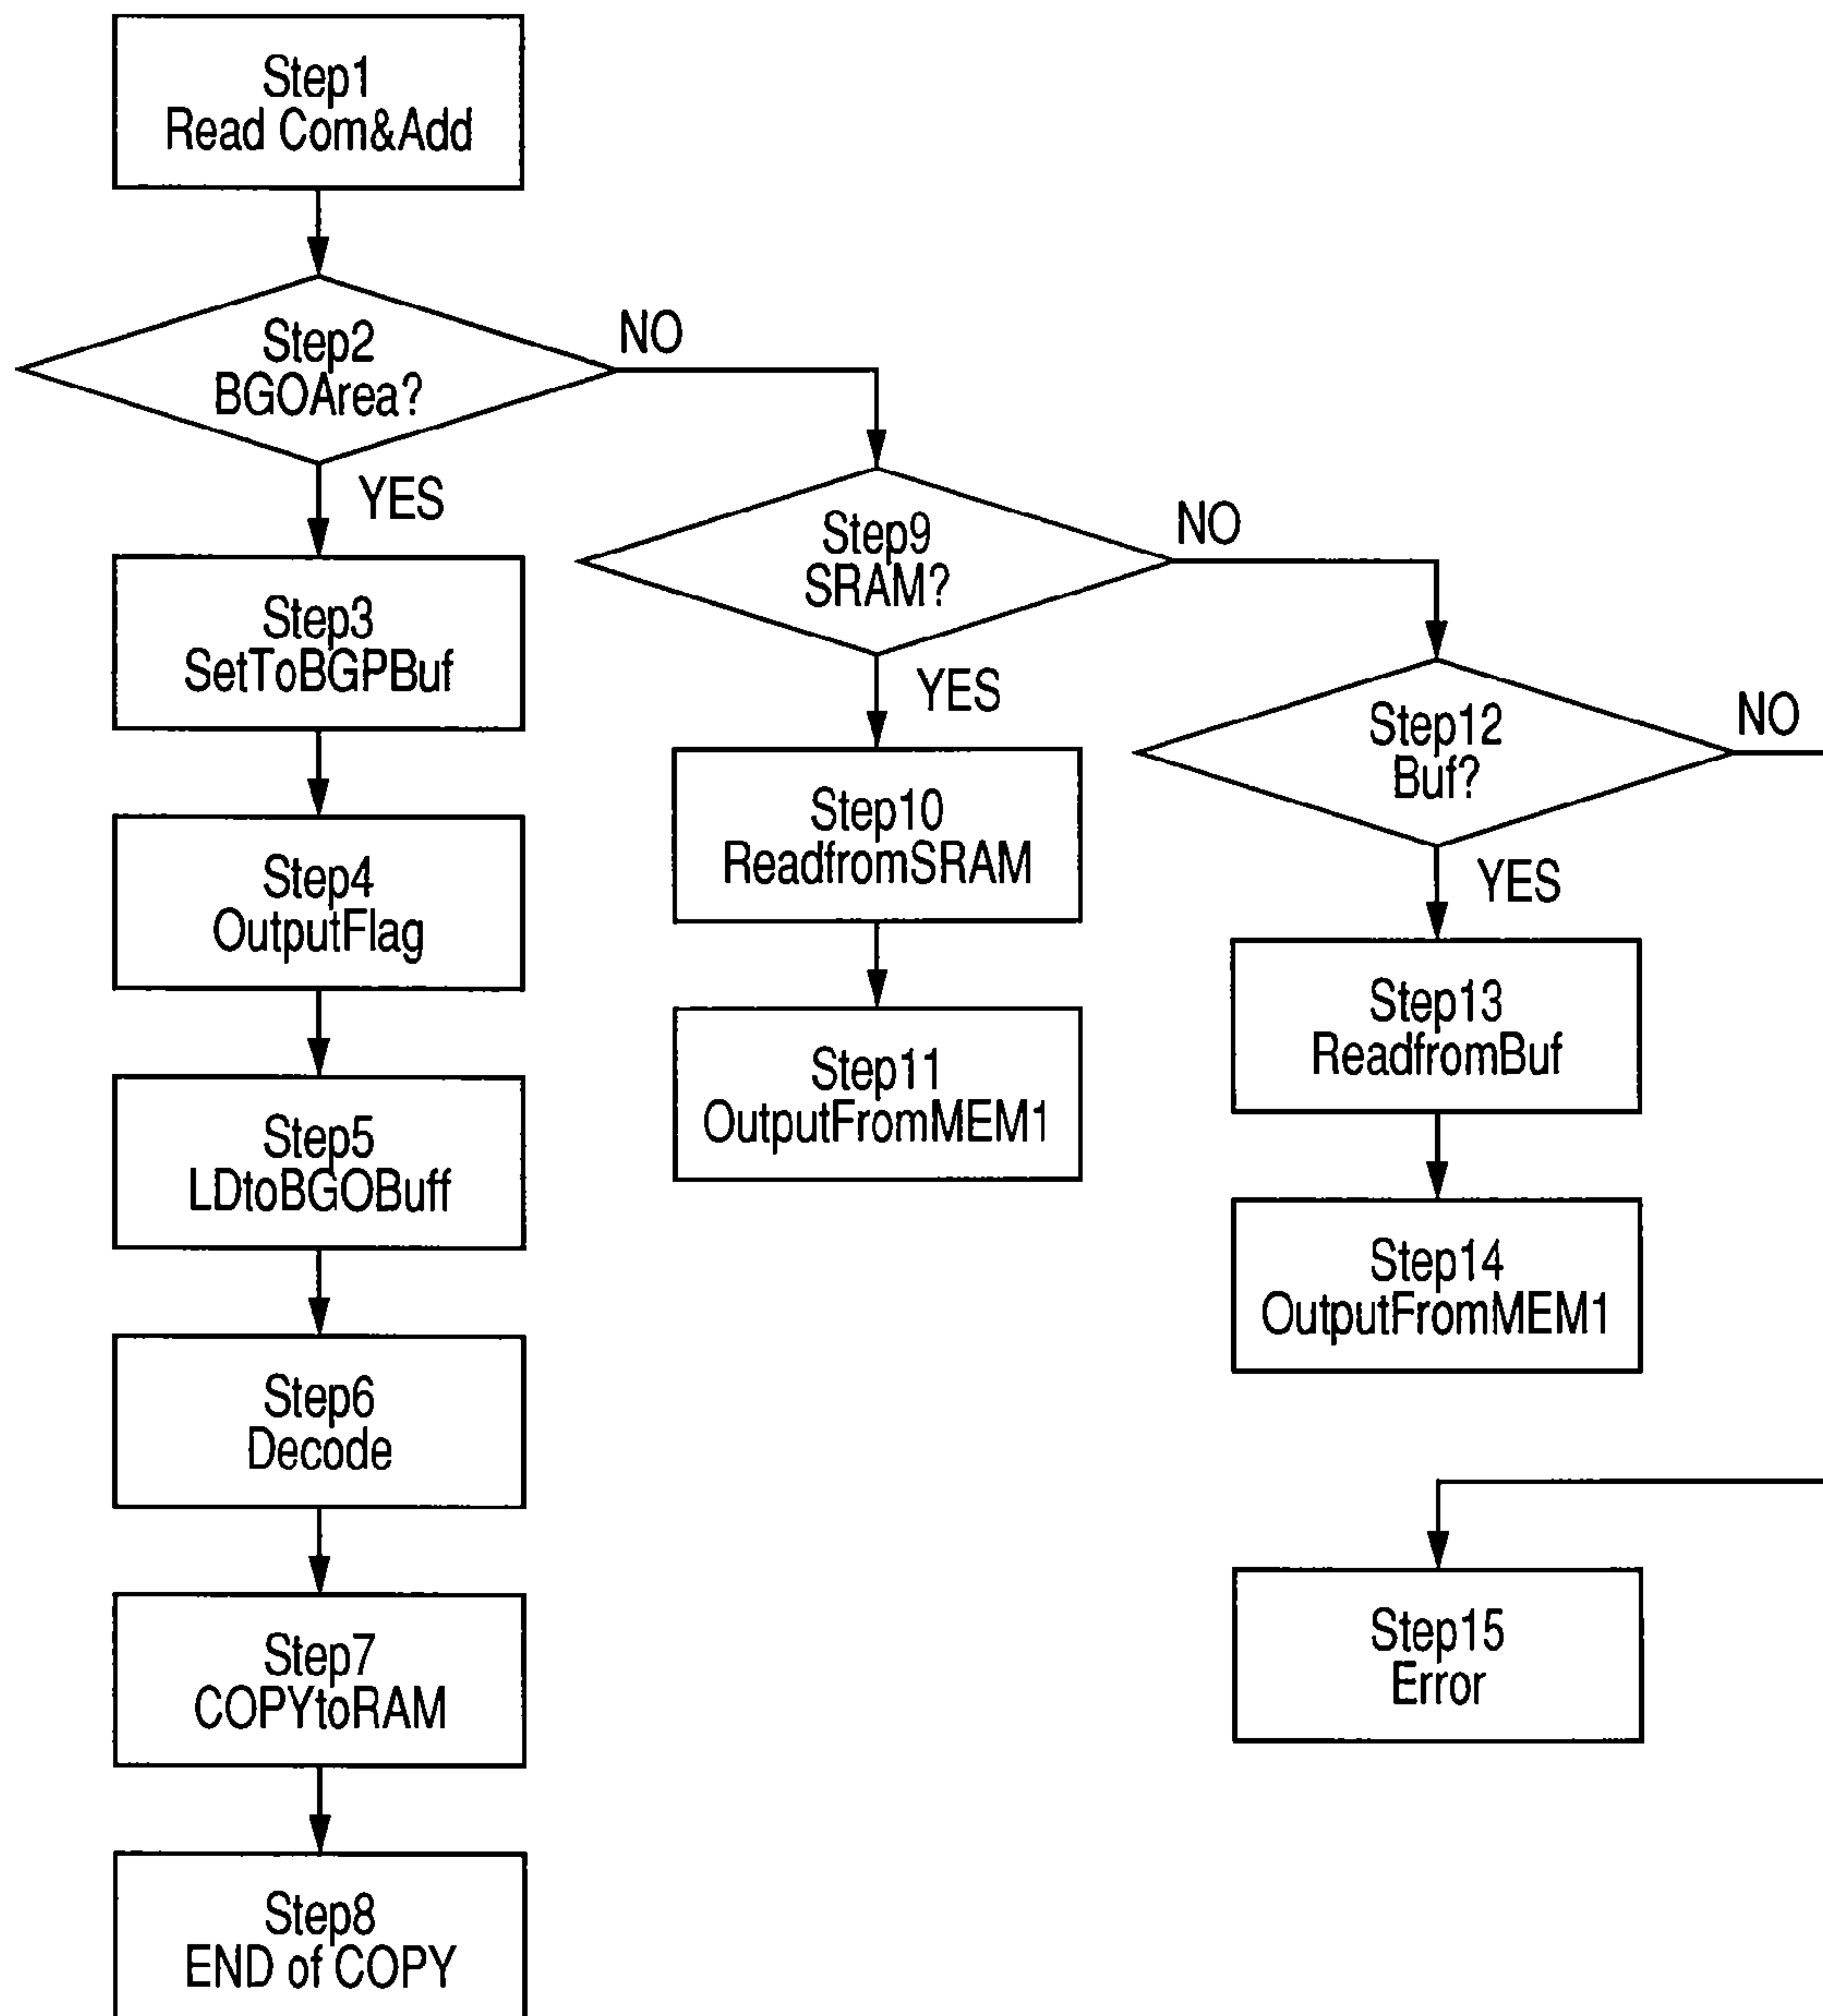 Step1
Read Com&Add
Step2
BGOArea?
NO
YES
Step3
SetToBGPBuf
Step4
OutputFlag
Step5
LDtoBGOBuff
Step6
Decode
Step7
COPYtoRAM
Step8
END of COPY
Step9
SRAM?
NO
YES
Step10
ReadfromSRAM
Step11
OutputFromMEM1
Step12
Buf?
NO
YES
Step13
ReadfromBuf
Step14
OutputFromMEM1
Step15
Error